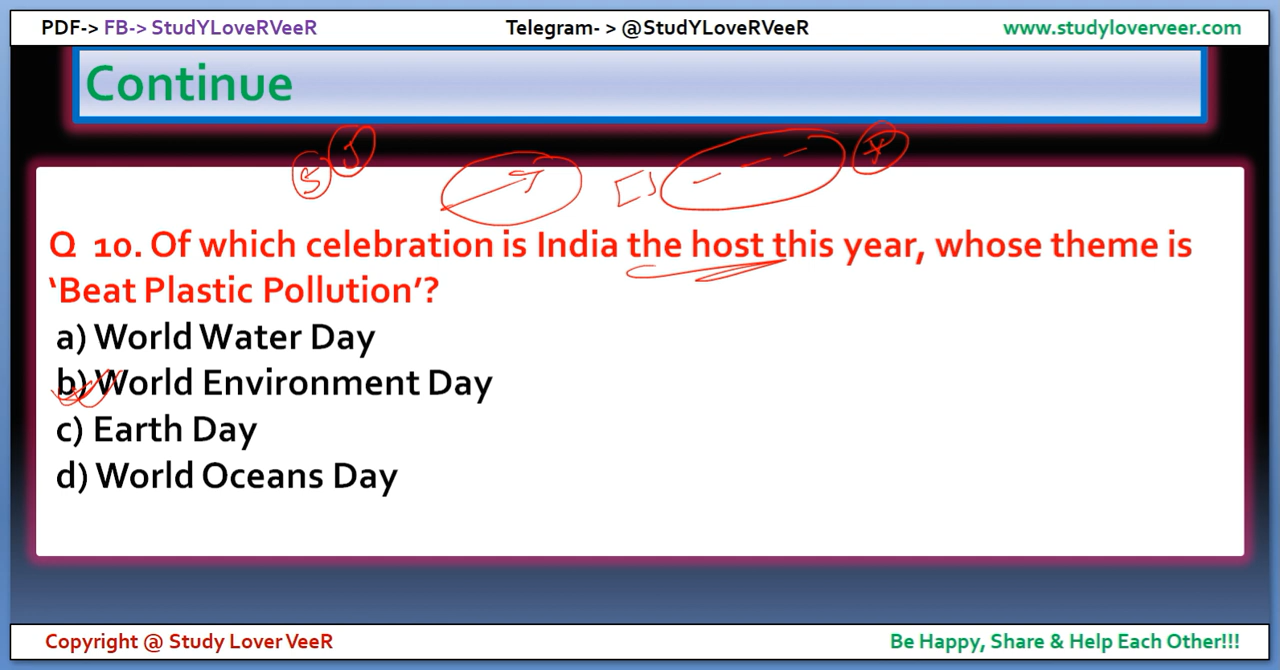 PDF-> FB-> StudYLoveRVeeR Telegram- > @StudYLoveRVeeR www.studyloverveer.com
Continue
5 J
Q 10. Of which celebration is India the host this year, whose theme is
‘Beat Plastic Pollution’?
a) World Water Day
b) World Environment Day
c) Earth Day
d) World Oceans Day
Copyright @ Study Lover VeeR Be Happy, Share & Help Each Other!!!